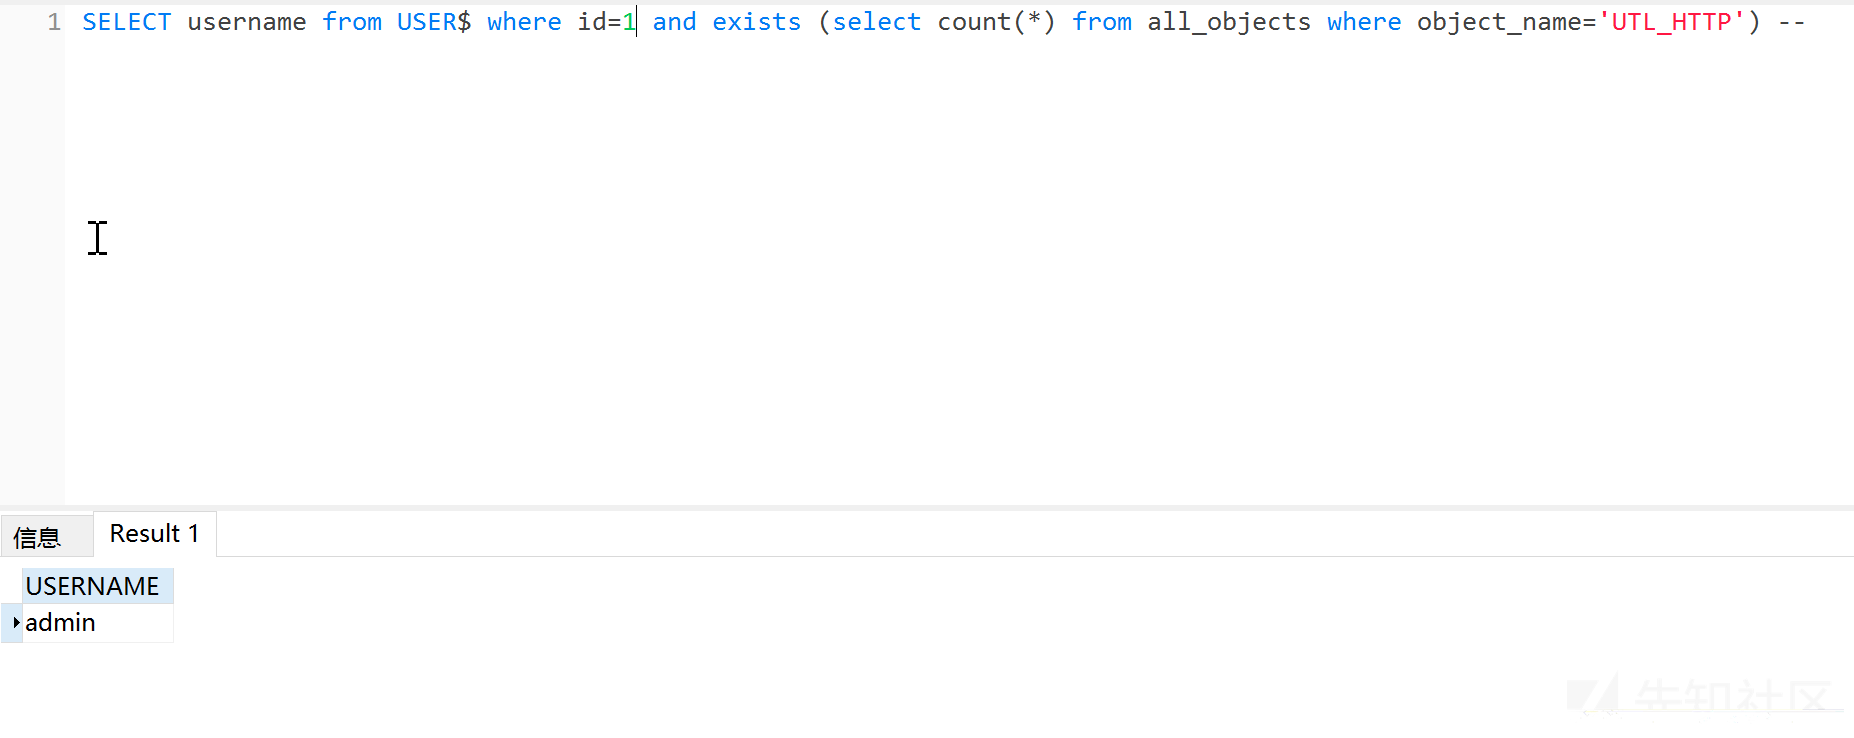 1 SELECT username from USER$ where id=1 and exists (select count(*) from all_objects where object_name='UTL_HTTP') --
信息 Result 1
USERNAME
admin
先知社区